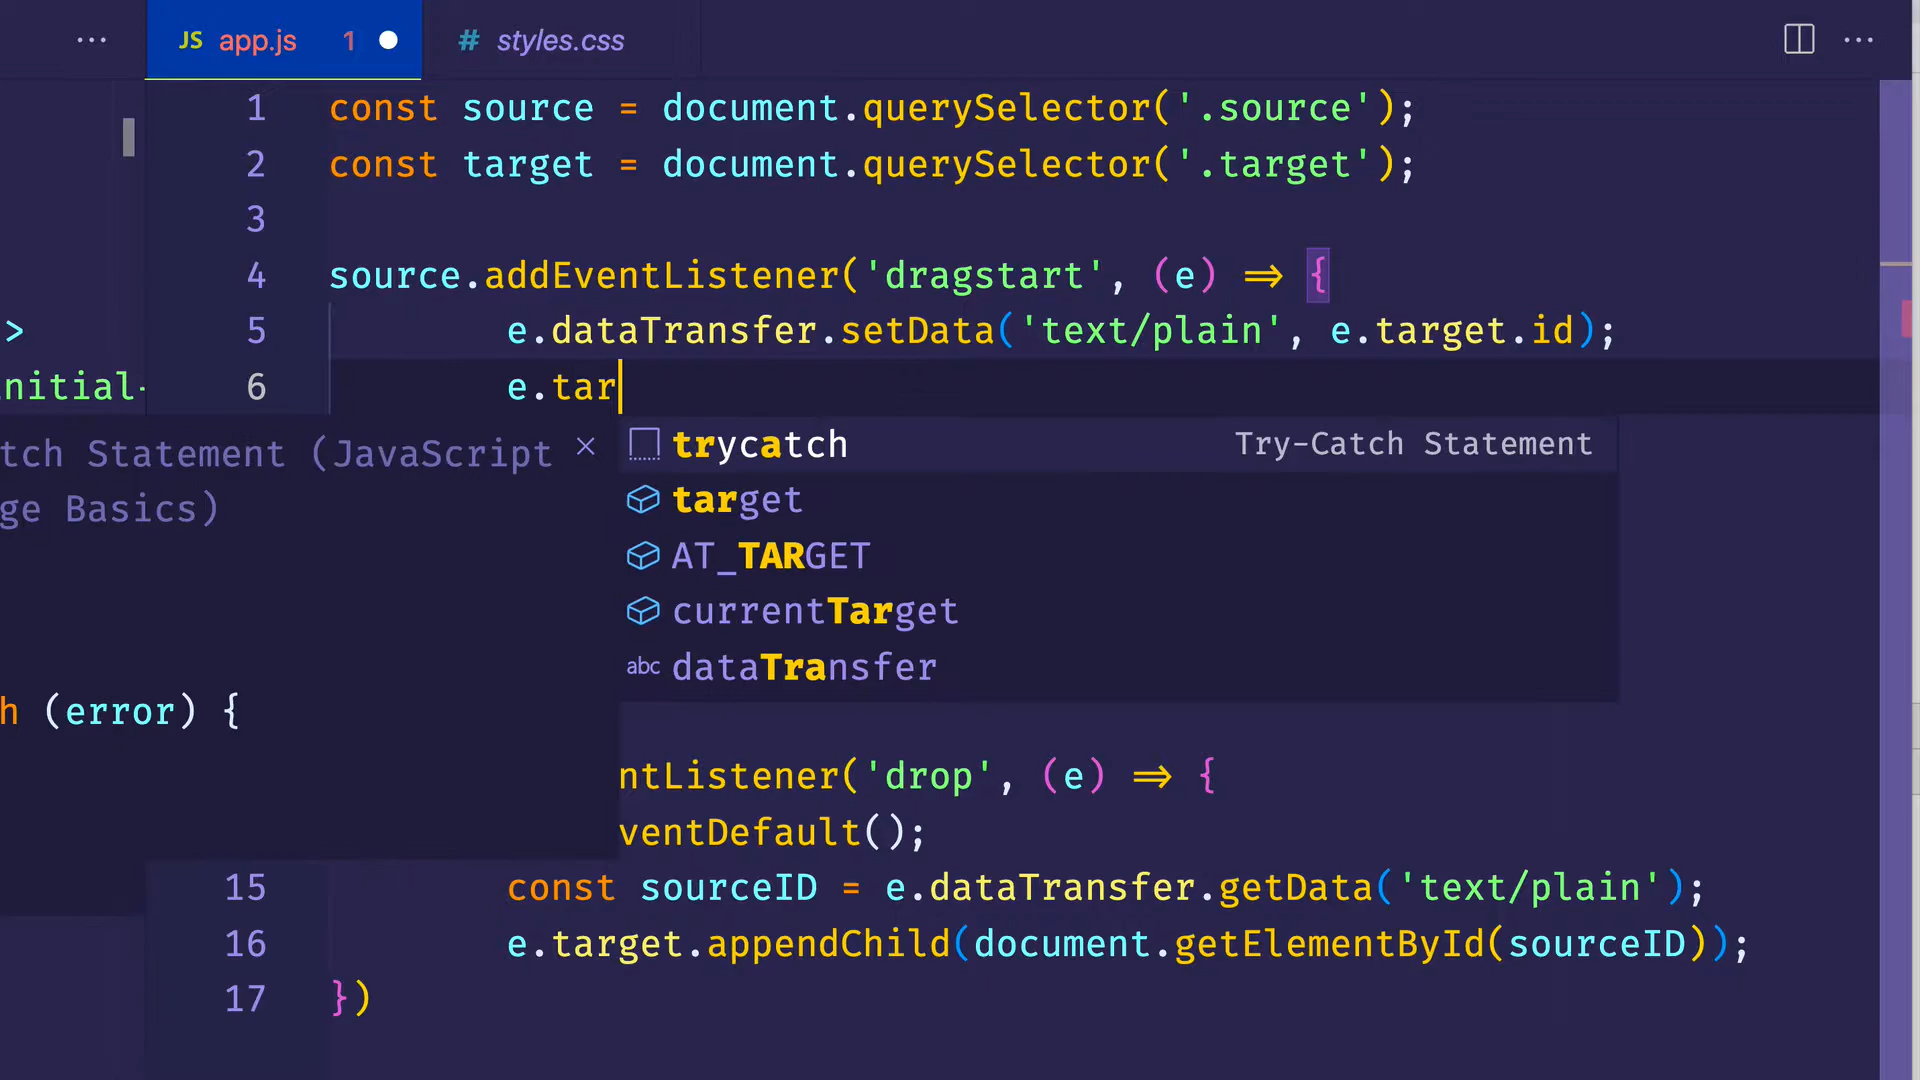 ··· JS app.js 1 # styles.css ···
1 const source = document.querySelector('.source');
2 const target = document.querySelector('.target');
3
4 source.addEventListener('dragstart', (e) => {
> 5 e.dataTransfer.setData('text/plain', e.target.id);
nitial- 6 e.tar
tch Statement (JavaScript ×
ge Basics)
h (error) {
trycatch Try-Catch Statement
target
AT_TARGET
currentTarget
abc dataTransfer
ntListener('drop', (e) => {
ventDefault();
15 const sourceID = e.dataTransfer.getData('text/plain');
16 e.target.appendChild(document.getElementById(sourceID));
17 })